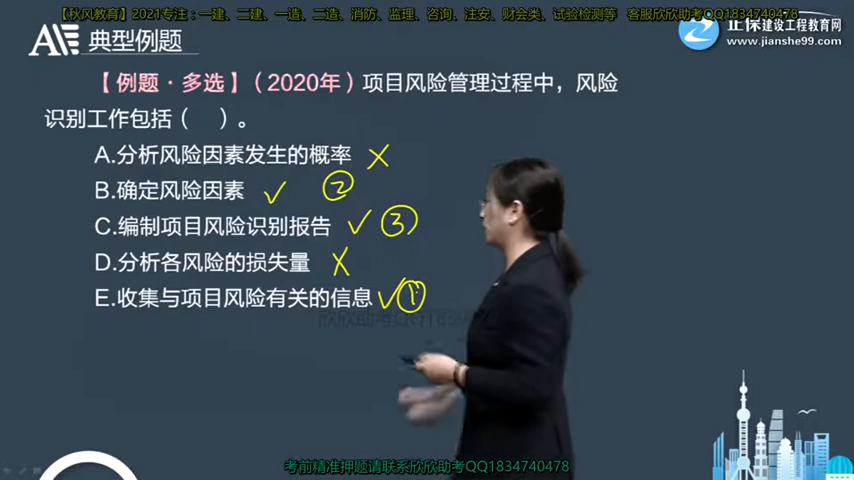 【秋风教育】2021专注：一建、二建、一造、二造、消防、监理、咨询、注安、财会类、试验检测等 客服欣欣助考QQ1834740478
典型例题
正保建设工程教育网
www.jianshe99.com
【例题·多选】（2020年）项目风险管理过程中，风险
识别工作包括（ ）。
A.分析风险因素发生的概率 ×
B.确定风险因素 ✓ ②
C.编制项目风险识别报告 ✓ ③
D.分析各风险的损失量 ×
E.收集与项目风险有关的信息 ✓ ①
考前精准押题请联系欣欣助考QQ1834740478